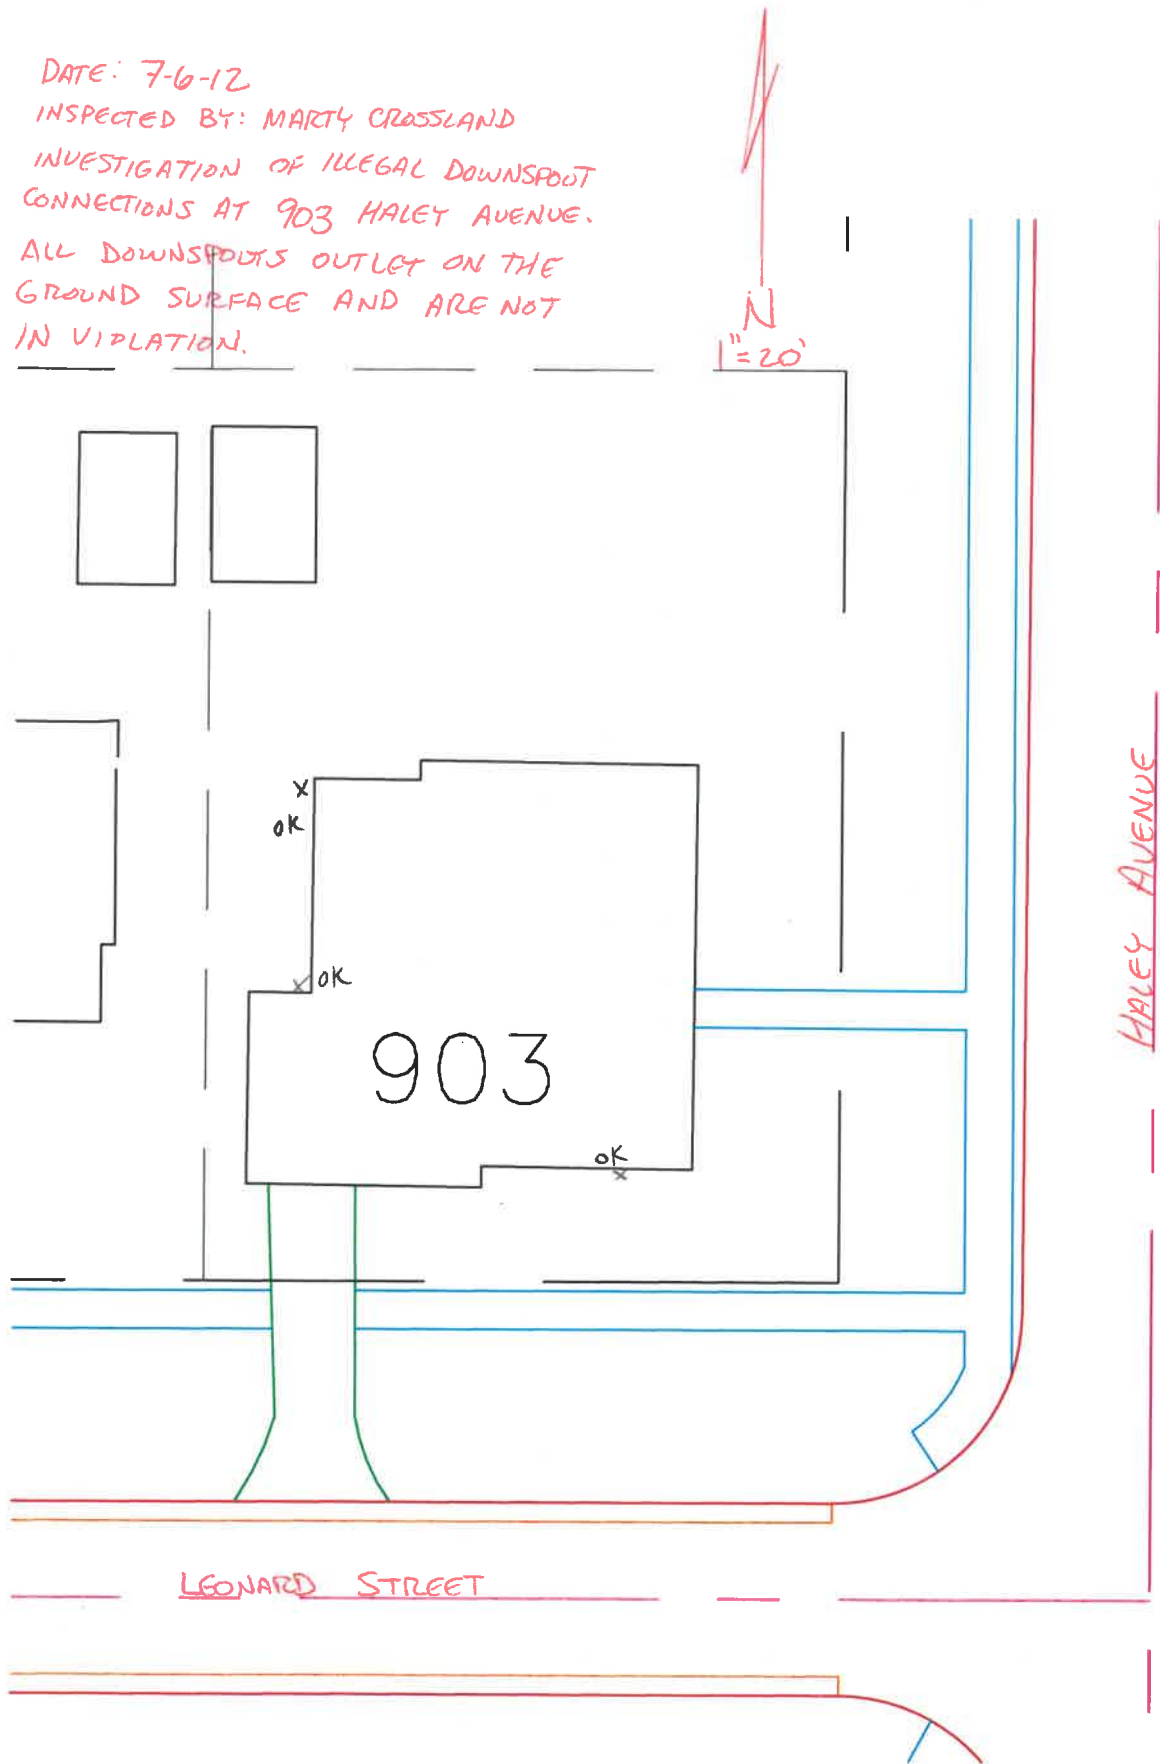 DATE: 7-6-12
INSPECTED BY: MARTY CROSSLAND
INVESTIGATION OF ILLEGAL DOWNSPOUT
CONNECTIONS AT 903 HALEY AVENUE.
ALL DOWNSPOUTS OUTLET ON THE
GROUND SURFACE AND ARE NOT
IN VIOLATION.
N
1"=20'
X
OK
X OK
903
OK
X
HALEY AVENUE
LEONARD STREET